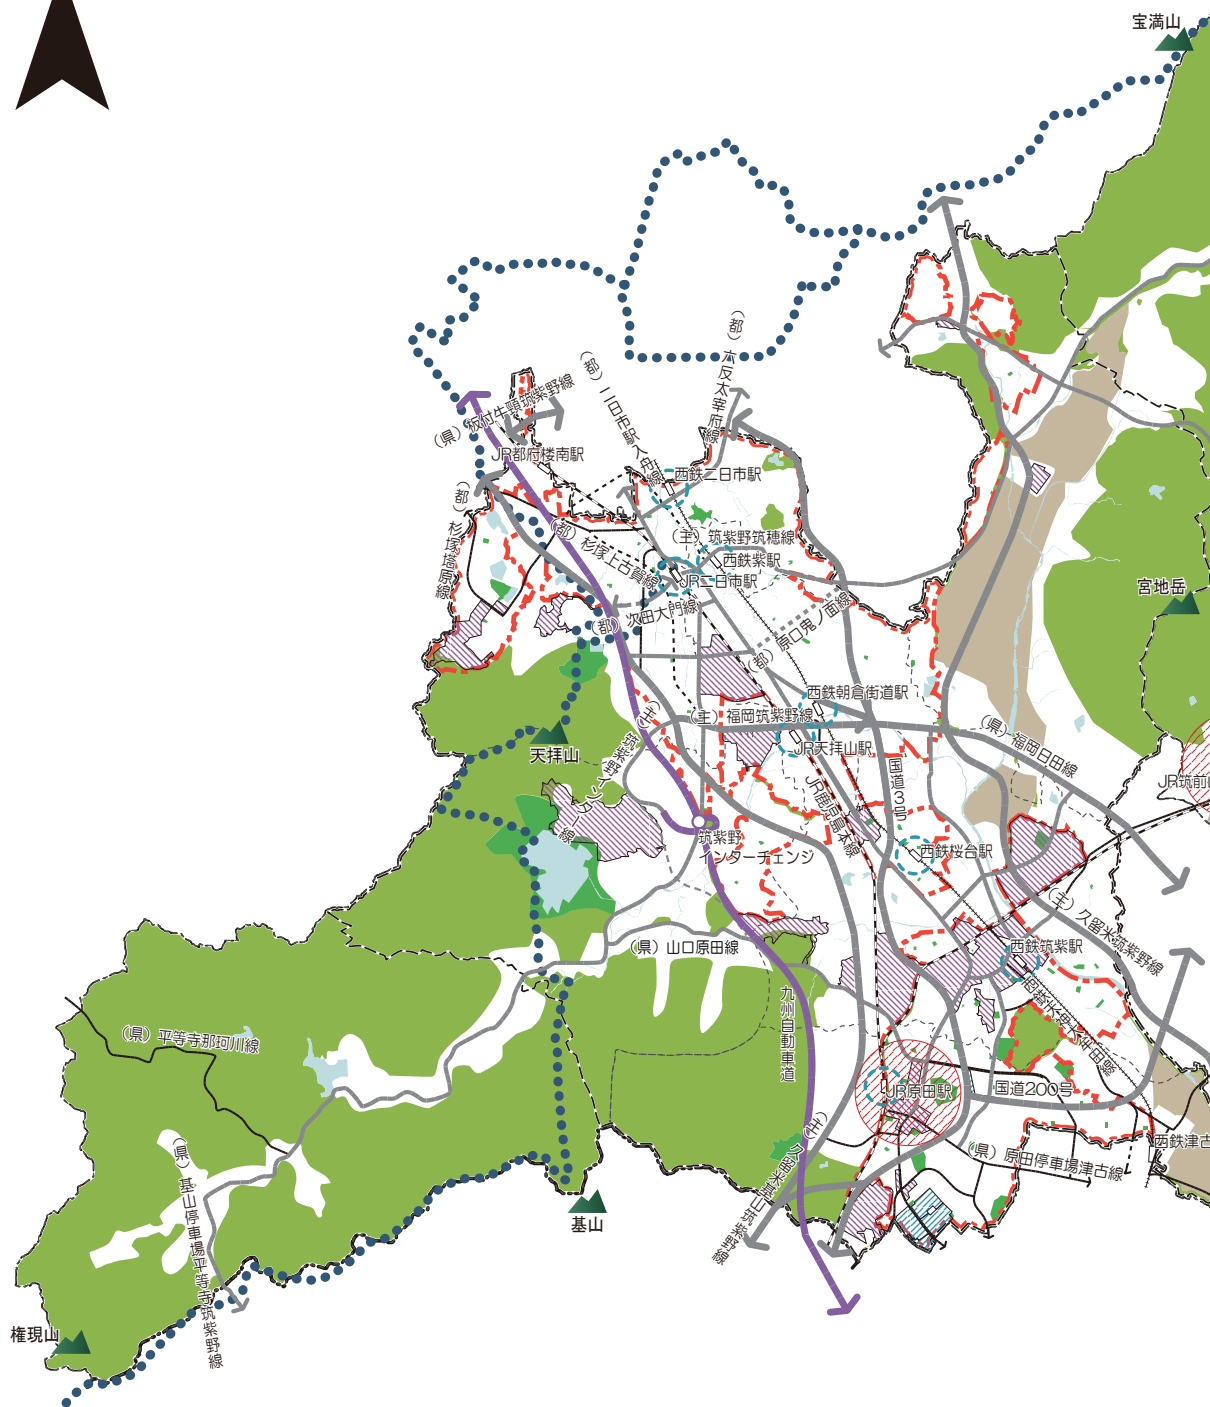 宝満山
（都）六反太宰府線
（都）二日市駅入舟線
（県）板付牛頸筑紫野線
JR都府楼南駅
西鉄二日市駅
（都）杉塚塔原線
（都）杉塚上古賀線
（主）筑紫野筑穂線
西鉄紫駅
JR二日市駅
宮地岳
（都）次田大門線
（都）原口鬼ノ面線
西鉄朝倉街道駅
（主）福岡筑紫野線
（県）福岡日田線
天拝山
（主）筑紫野インター線
JR天拝山駅
国道3号
JR筑前
JR鹿児島本線
筑紫野
インターチェンジ
西鉄桜台駅
（主）久留米筑紫野線
（県）山口原田線
西鉄筑紫駅
西鉄天神大牟田線
九州自動車道
（県）平等寺那珂川線
JR原田駅
国道200号
（主）久留米基山筑紫野線
（県）原田停車場津古線
西鉄津古
（県）基山停車場平等寺筑紫野線
基山
権現山